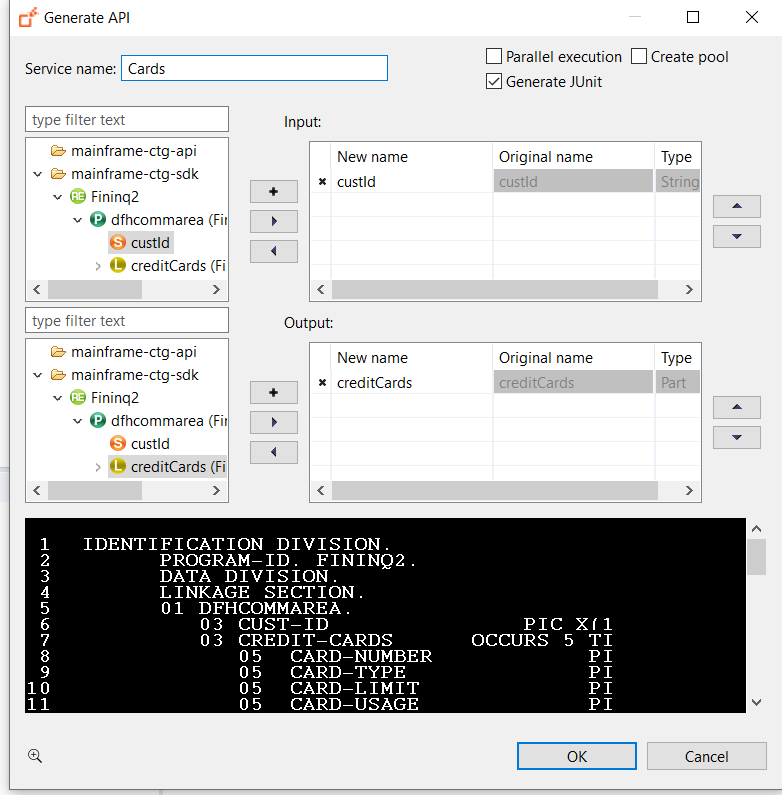 Generate API
Service name: Cards
Parallel execution Create pool
Generate JUnit
type filter text
mainframe-ctg-api
mainframe-ctg-sdk
RE Fininq2
P dfhcommarea (Fin
S custId
L creditCards (Fi
Input:
New name Original name Type
custId custId String
type filter text
mainframe-ctg-api
mainframe-ctg-sdk
RE Fininq2
P dfhcommarea (Fin
S custId
L creditCards (Fi
Output:
New name Original name Type
creditCards creditCards Part
1 IDENTIFICATION DIVISION.
2 PROGRAM-ID. FININQ2.
3 DATA DIVISION.
4 LINKAGE SECTION.
5 01 DFHCOMMAREA.
6 03 CUST-ID PIC X(1
7 03 CREDIT-CARDS OCCURS 5 TI
8 05 CARD-NUMBER PI
9 05 CARD-TYPE PI
10 05 CARD-LIMIT PI
11 05 CARD-USAGE PI
OK Cancel